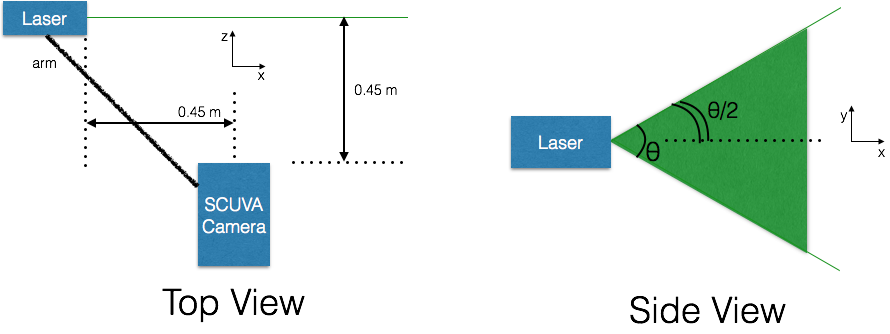 Laser
arm
z
x
0.45 m
0.45 m
SCUVA
Camera
Top View
Laser
θ/2
θ
y
x
Side View